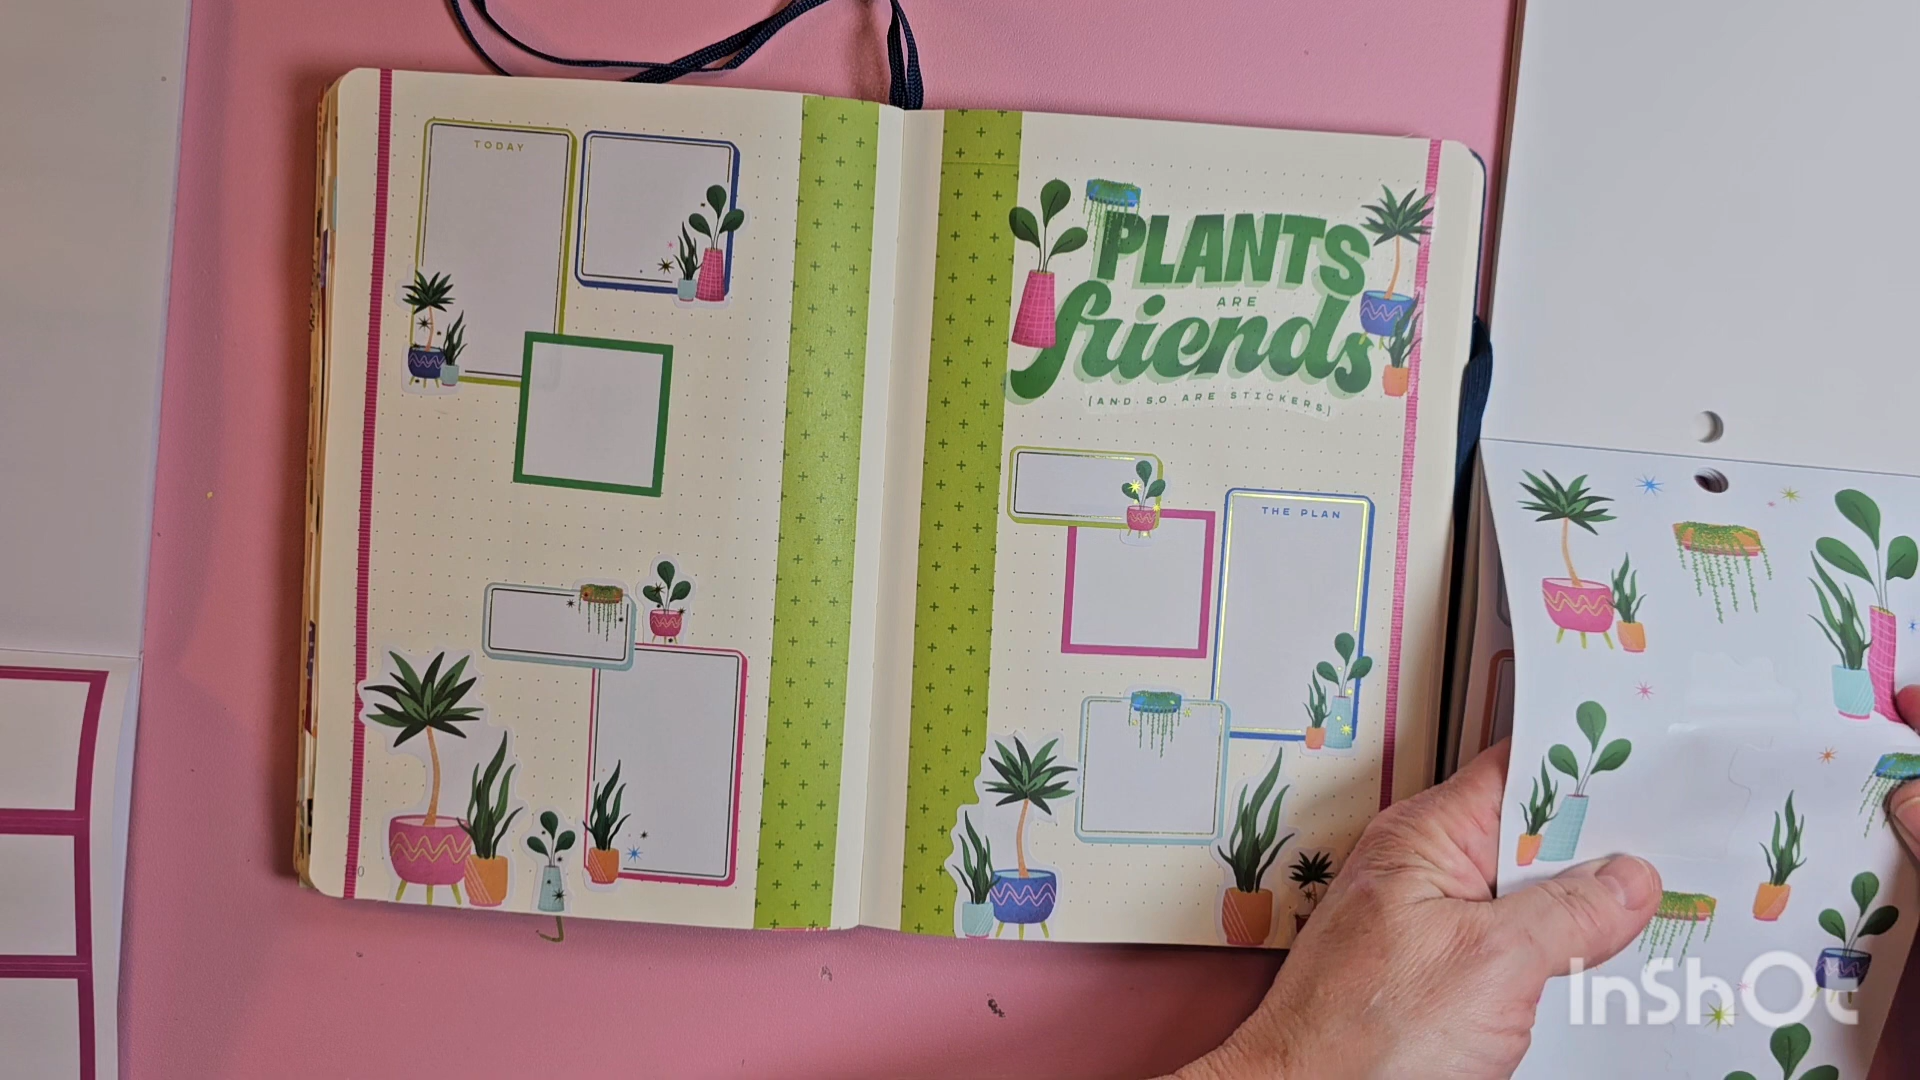 TODAY
PLANTS
ARE
friends
(AND SO ARE STICKERS)
THE PLAN
InShOt